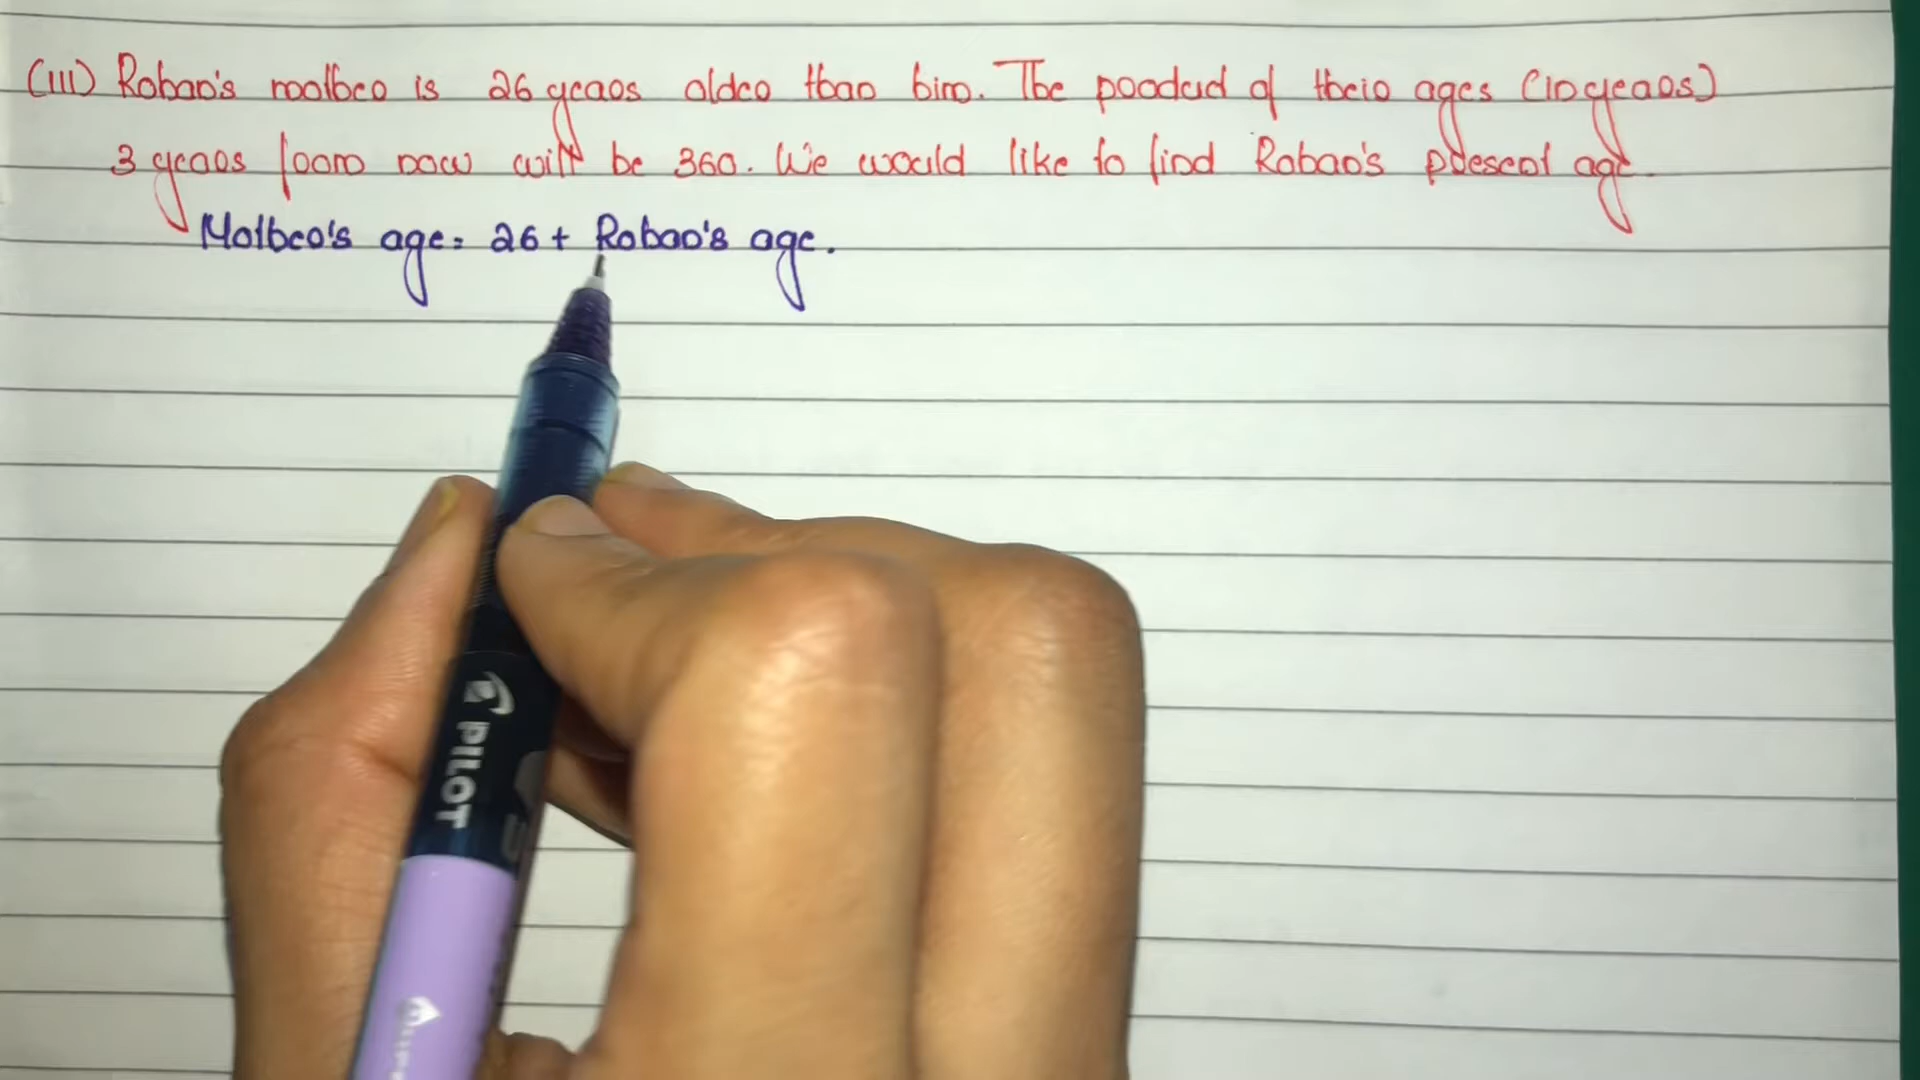 (III) Rohan's mother is 26 years older than him. The product of their ages (in years)
3 years from now will be 360. We would like to find Rohan's present age.
Mother's age = 26 + Rohan's age.
PILOT
V5